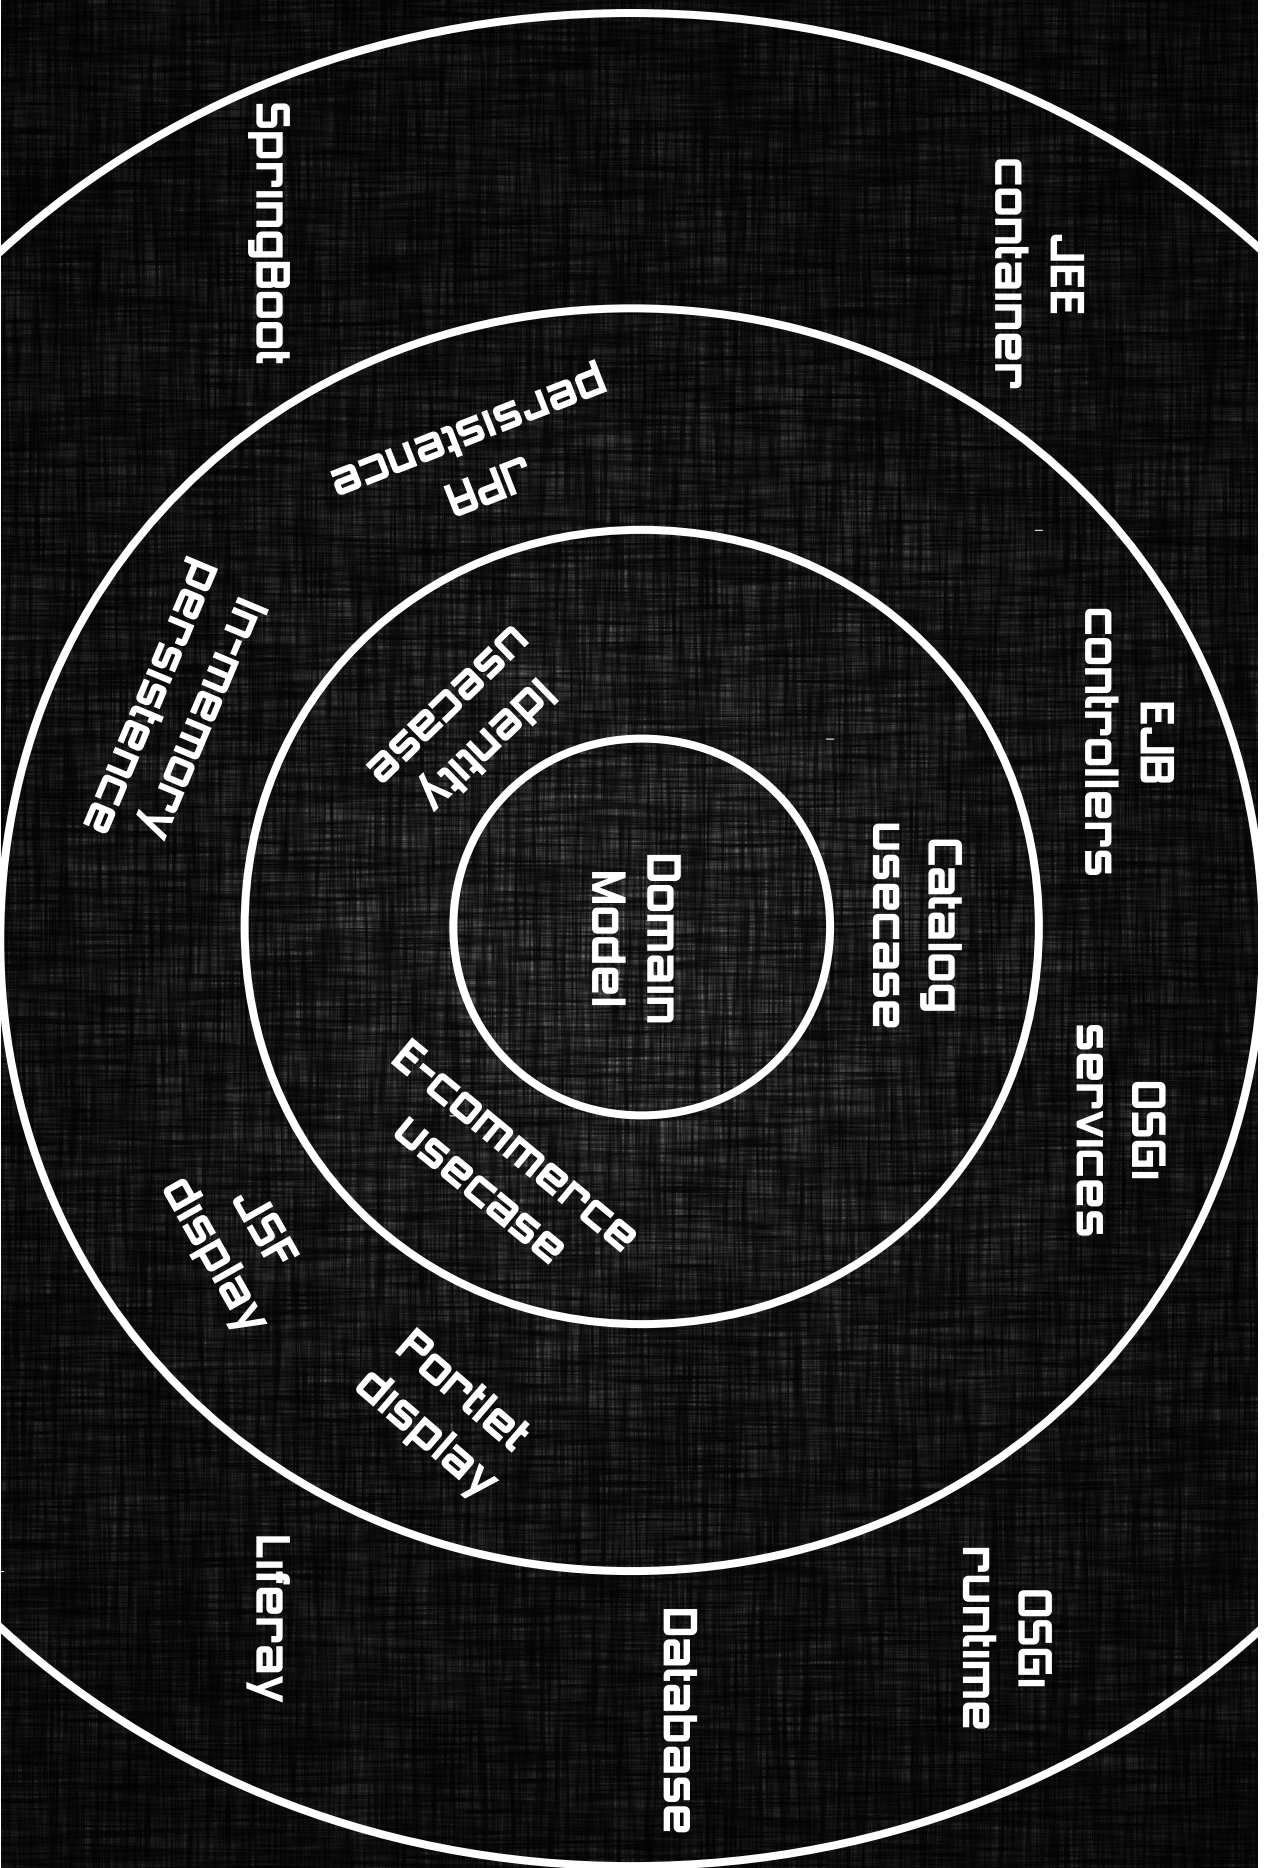 JEE
container
SpringBoot
EJB
controllers
JPA
persistence
In-memory
persistence
Identity
usecase
Catalog
usecase
Domain
Model
E-commerce
usecase
OSGi
services
JSF
display
Portlet
display
OSGi
runtime
Database
Liferay